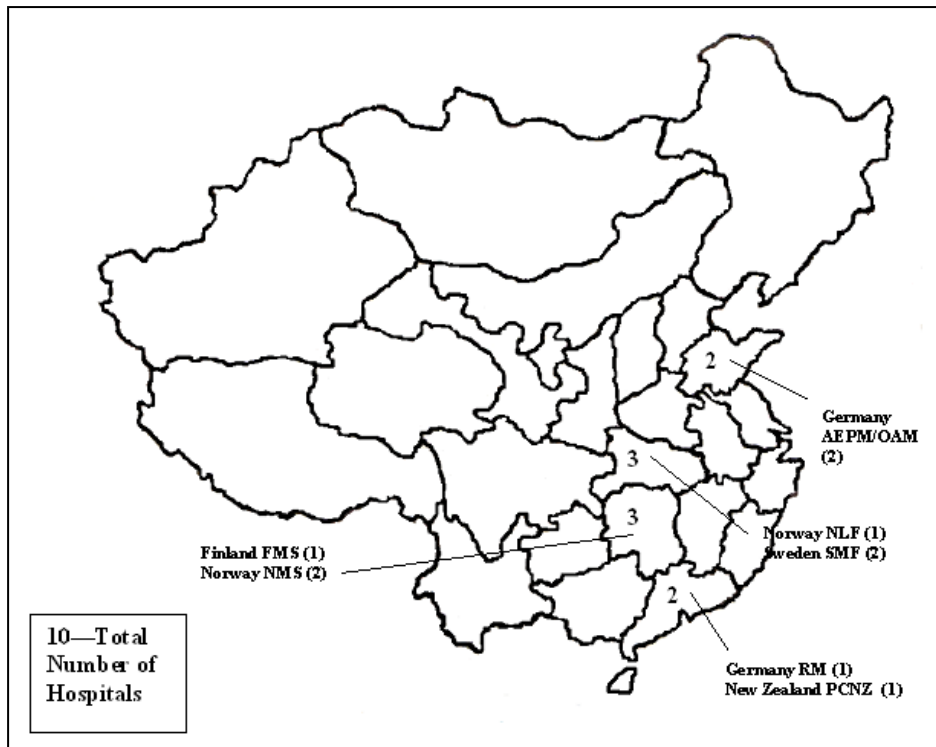 2
Germany
AEPM/OAM
(2)
3
Norway NLF (1)
Sweden SMF (2)
3
Finland FMS (1)
Norway NMS (2)
2
Germany RM (1)
New Zealand PCNZ (1)
10—Total
Number of
Hospitals